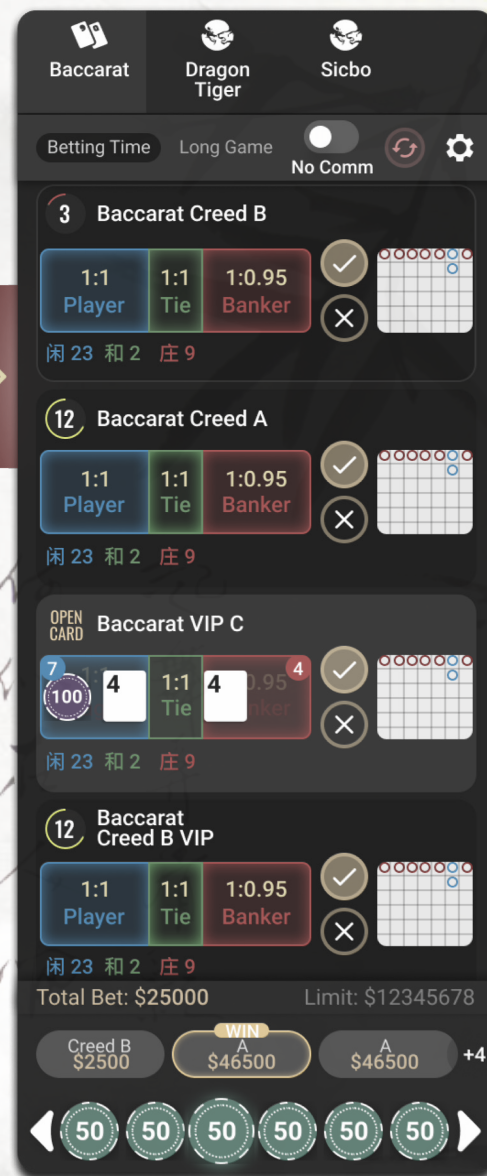 Baccarat
Dragon
Tiger
Sicbo
Betting Time
Long Game
No Comm
3
Baccarat Creed B
1:1
Player
1:1
Tie
1:0.95
Banker
闲 23 和 2 庄 9
12
Baccarat Creed A
1:1
Player
1:1
Tie
1:0.95
Banker
闲 23 和 2 庄 9
OPEN
CARD
Baccarat VIP C
7
100
4
1:1
Tie
4
0.95
4
闲 23 和 2 庄 9
12
Baccarat
Creed B VIP
1:1
Player
1:1
Tie
1:0.95
Banker
闲 23 和 2 庄 9
Total Bet: $25000
Limit: $12345678
Creed B
$2500
WIN
A
$46500
A
$46500
+4
50 50 50 50 50 50